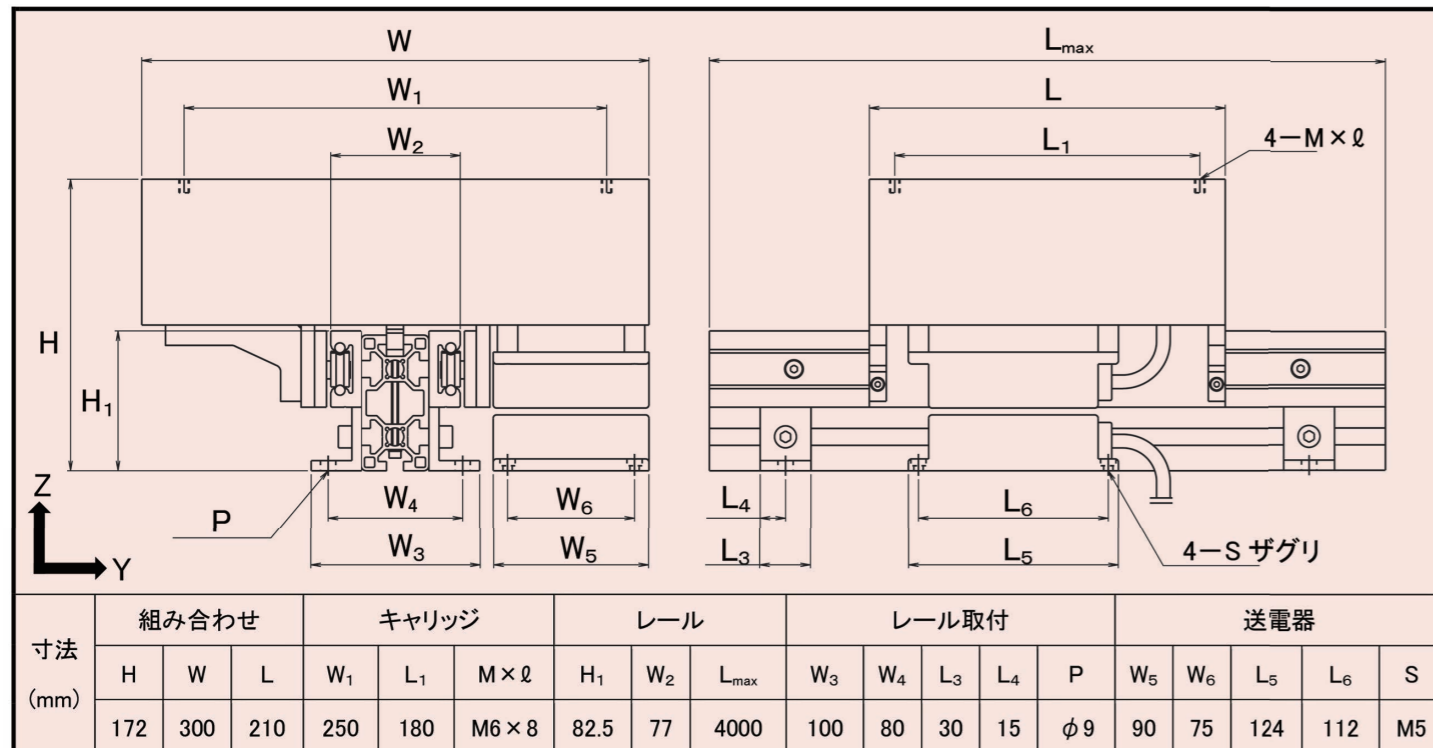 W
W₁
W₂
H
H₁
W₄
W₃
W₆
W₅
P
Z
Y
Lmax
L
L₁
4－M×ℓ
L₄
L₃
L₆
L₅
4－S ザグリ
寸法 (mm) 組み合わせ キャリッジ レール レール取付 送電器
H W L W₁ L₁ M×ℓ H₁ W₂ Lmax W₃ W₄ L₃ L₄ P W₅ W₆ L₅ L₆ S
172 300 210 250 180 M6×8 82.5 77 4000 100 80 30 15 φ9 90 75 124 112 M5